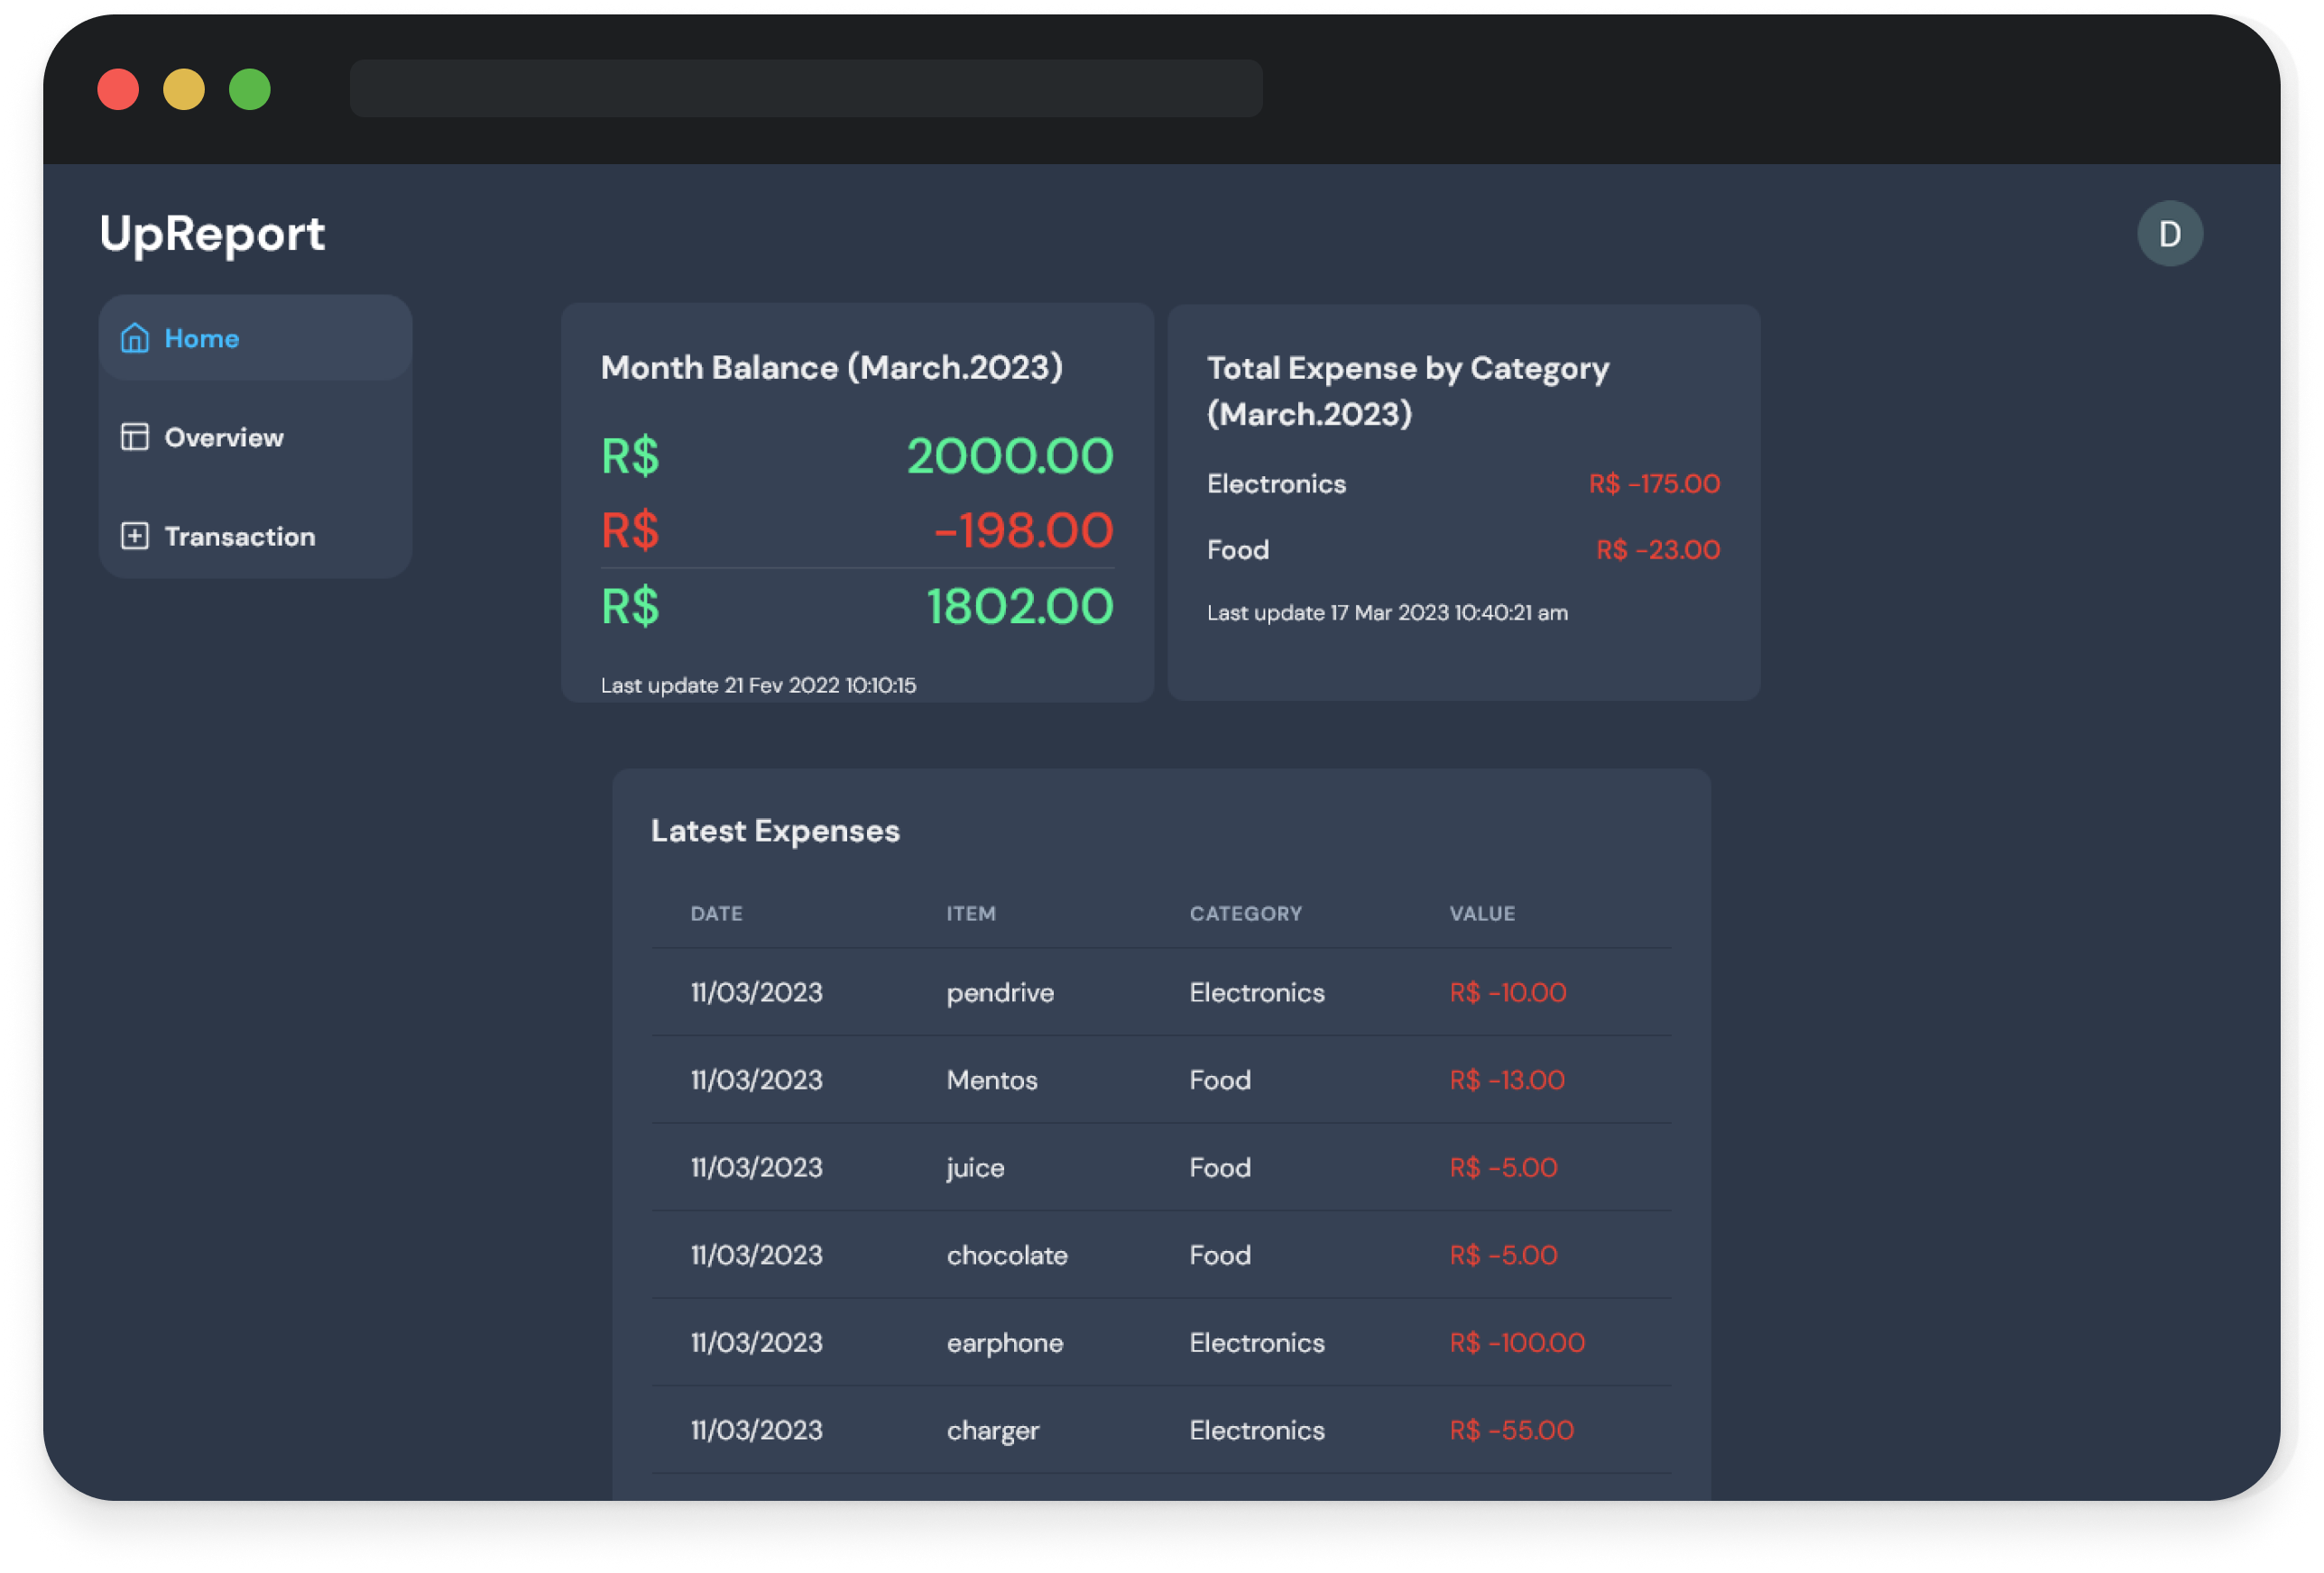 UpReport
D
Home
Overview
Transaction
Month Balance (March.2023)
R$ 2000.00
R$ -198.00
R$ 1802.00
Last update 21 Fev 2022 10:10:15
Total Expense by Category
(March.2023)
Electronics R$ -175.00
Food R$ -23.00
Last update 17 Mar 2023 10:40:21 am
Latest Expenses
DATE ITEM CATEGORY VALUE
11/03/2023 pendrive Electronics R$ -10.00
11/03/2023 Mentos Food R$ -13.00
11/03/2023 juice Food R$ -5.00
11/03/2023 chocolate Food R$ -5.00
11/03/2023 earphone Electronics R$ -100.00
11/03/2023 charger Electronics R$ -55.00